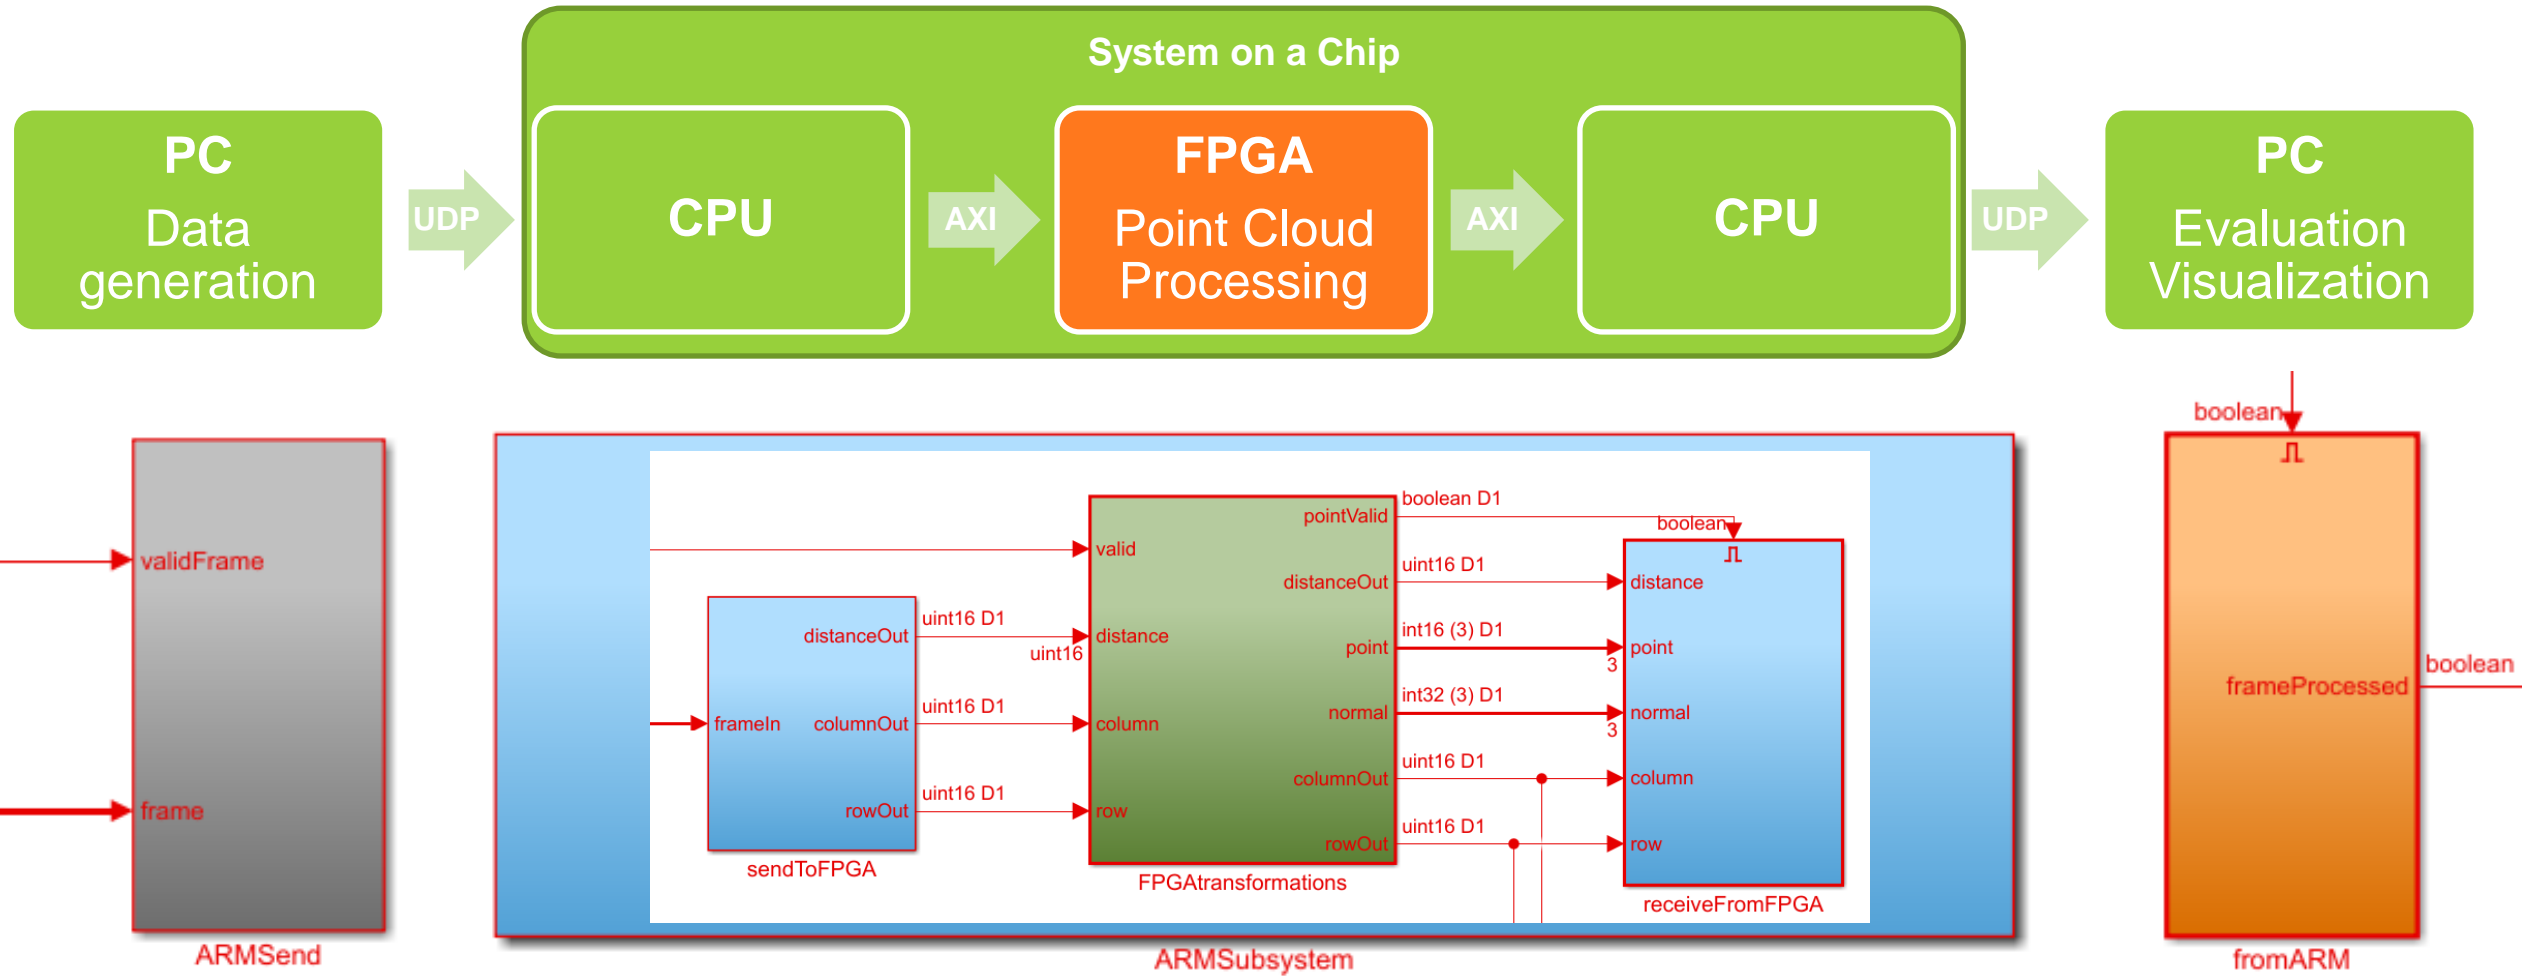 System on a Chip
PC
Data
generation
UDP
CPU
AXI
FPGA
Point Cloud
Processing
AXI
CPU
UDP
PC
Evaluation
Visualization
validFrame
frame
ARMSend
frameIn
distanceOut
columnOut
rowOut
sendToFPGA
uint16 D1
uint16
uint16 D1
uint16 D1
valid
distance
column
row
pointValid
distanceOut
point
normal
columnOut
rowOut
FPGAtransformations
boolean D1
boolean
uint16 D1
int16 (3) D1
3
int32 (3) D1
3
uint16 D1
uint16 D1
distance
point
normal
column
row
receiveFromFPGA
ARMSubsystem
boolean
frameProcessed
boolean
fromARM